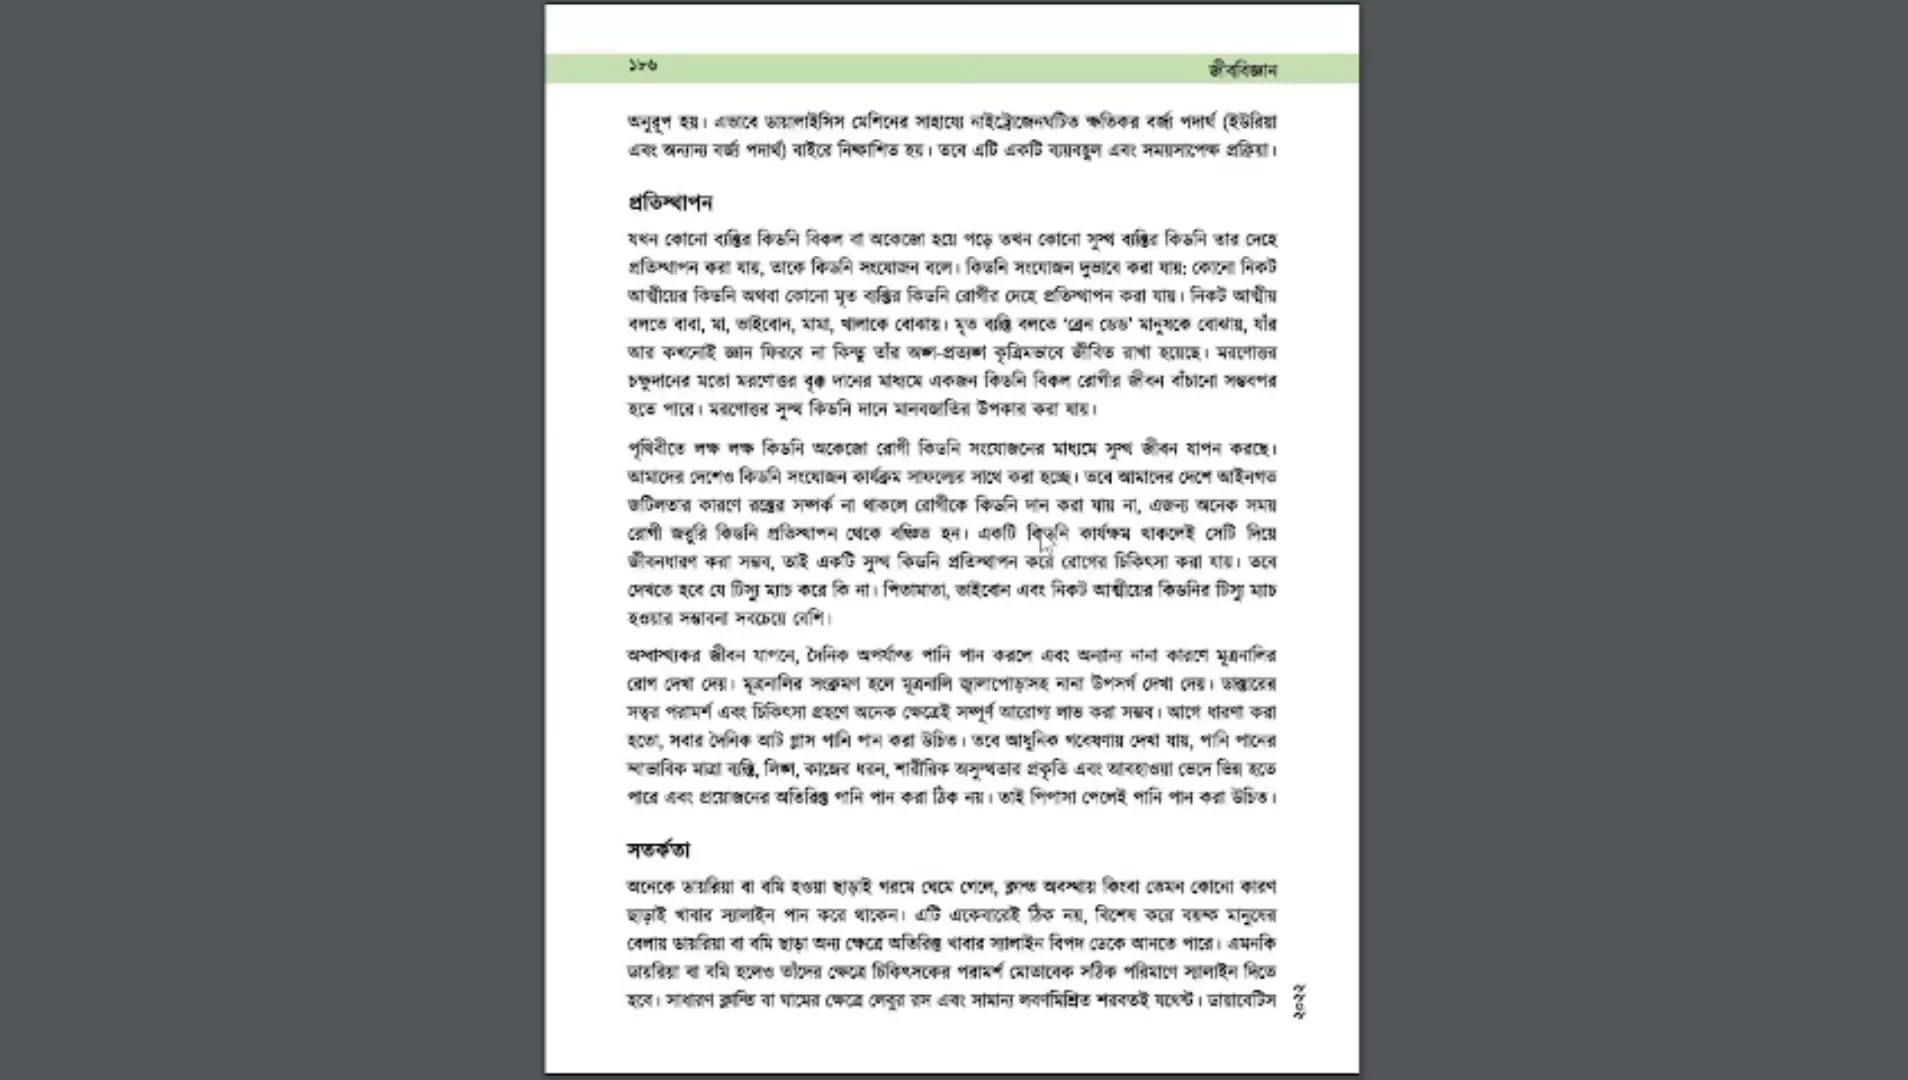 ১৮৬
জীববিজ্ঞান
অনুরূপ হয়। এভাবে ডায়ালাইসিস মেশিনের সাহায্যে নাইট্রোজেনঘটিত ক্ষতিকর বর্জ্য পদার্থ (ইউরিয়া
এবং অন্যান্য বর্জ্য পদার্থ) বাইরে নিষ্কাশিত হয়। তবে এটি একটি ব্যয়বহুল এবং সময়সাপেক্ষ প্রক্রিয়া।
প্রতিস্থাপন
যখন কোনো ব্যক্তির কিডনি বিকল বা অকেজো হয়ে পড়ে তখন কোনো সুস্থ ব্যক্তির কিডনি তার দেহে
প্রতিস্থাপন করা যায়, তাকে কিডনি সংযোজন বলে। কিডনি সংযোজন দুভাবে করা যায়: কোনো নিকট
আত্মীয়ের কিডনি অথবা কোনো মৃত ব্যক্তির কিডনি রোগীর দেহে প্রতিস্থাপন করা যায়। নিকট আত্মীয়
বলতে বাবা, মা, ভাইবোন, মামা, খালাকে বোঝায়। মৃত ব্যক্তি বলতে ‘ব্রেন ডেড’ মানুষকে বোঝায়, যাঁর
আর কখনোই জ্ঞান ফিরবে না কিন্তু তাঁর অঙ্গ-প্রত্যঙ্গ কৃত্রিমভাবে জীবিত রাখা হয়েছে। মরণোত্তর
চক্ষুদানের মতো মরণোত্তর বৃক্ক দানের মাধ্যমে একজন কিডনি বিকল রোগীর জীবন বাঁচানো সম্ভবপর
হতে পারে। মরণোত্তর সুস্থ কিডনি দানে মানবজাতির উপকার করা যায়।
পৃথিবীতে লক্ষ লক্ষ কিডনি অকেজো রোগী কিডনি সংযোজনের মাধ্যমে সুস্থ জীবন যাপন করছে।
আমাদের দেশেও কিডনি সংযোজন কার্যক্রম সাফল্যের সাথে করা হচ্ছে। তবে আমাদের দেশে আইনগত
জটিলতার কারণে রক্তের সম্পর্ক না থাকলে রোগীকে কিডনি দান করা যায় না, এজন্য অনেক সময়
রোগী জরুরি কিডনি প্রতিস্থাপন থেকে বঞ্চিত হন। একটি কিডনি কার্যক্ষম থাকলেই সেটি দিয়ে
জীবনধারণ করা সম্ভব, তাই একটি সুস্থ কিডনি প্রতিস্থাপন করে রোগের চিকিৎসা করা যায়। তবে
দেখতে হবে যে টিস্যু ম্যাচ করে কি না। পিতামাতা, ভাইবোন এবং নিকট আত্মীয়ের কিডনির টিস্যু ম্যাচ
হওয়ার সম্ভাবনা সবচেয়ে বেশি।
অস্বাস্থ্যকর জীবন যাপনে, দৈনিক অপর্যাপ্ত পানি পান করলে এবং অন্যান্য নানা কারণে মূত্রনালির
রোগ দেখা দেয়। মূত্রনালির সংক্রমণ হলে মূত্রনালি জ্বালাপোড়াসহ নানা উপসর্গ দেখা দেয়। ডাক্তারের
সত্বর পরামর্শ এবং চিকিৎসা গ্রহণে অনেক ক্ষেত্রেই সম্পূর্ণ আরোগ্য লাভ করা সম্ভব। আগে ধারণা করা
হতো, সবার দৈনিক আট গ্লাস পানি পান করা উচিত। তবে আধুনিক গবেষণায় দেখা যায়, পানি পানের
স্বাভাবিক মাত্রা ব্যক্তি, লিঙ্গ, কাজের ধরন, শারীরিক অসুস্থতার প্রকৃতি এবং আবহাওয়া ভেদে ভিন্ন হতে
পারে এবং প্রয়োজনের অতিরিক্ত পানি পান করা ঠিক নয়। তাই পিপাসা পেলেই পানি পান করা উচিত।
সতর্কতা
অনেকে ডায়রিয়া বা বমি হওয়া ছাড়াই গরমে ঘেমে গেলে, ক্লান্ত অবস্থায় কিংবা তেমন কোনো কারণ
ছাড়াই খাবার স্যালাইন পান করে থাকেন। এটি একেবারেই ঠিক নয়, বিশেষ করে বয়স্ক মানুষের
বেলায় ডায়রিয়া বা বমি ছাড়া অন্য ক্ষেত্রে অতিরিক্ত খাবার স্যালাইন বিপদ ডেকে আনতে পারে। এমনকি
ডায়রিয়া বা বমি হলেও তাঁদের ক্ষেত্রে চিকিৎসকের পরামর্শ মোতাবেক সঠিক পরিমাণে স্যালাইন দিতে
হবে। সাধারণ ক্লান্তি বা ঘামের ক্ষেত্রে লেবুর রস এবং সামান্য লবণমিশ্রিত শরবতই যথেষ্ট। ডায়াবেটিস
২০২২